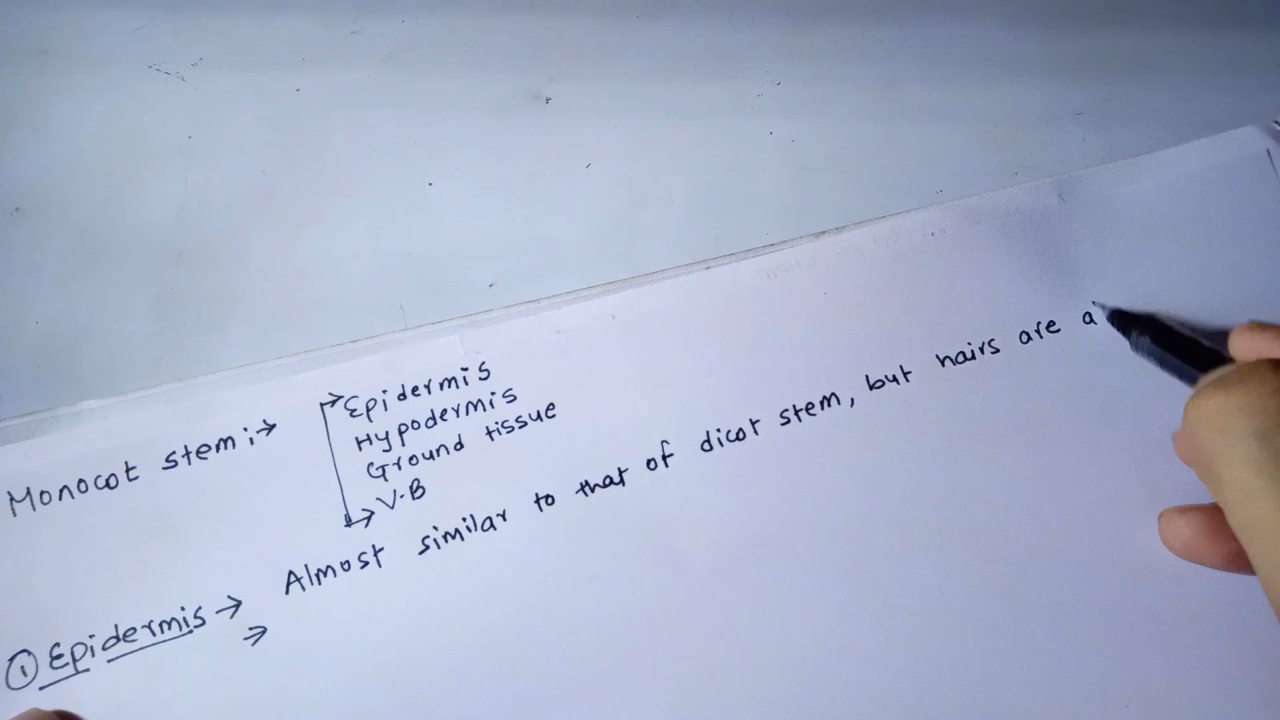 Monocot stem :→
Epidermis
Hypodermis
Ground tissue
V.B
① Epidermis → Almost similar to that of dicot stem, but hairs are a
⇒